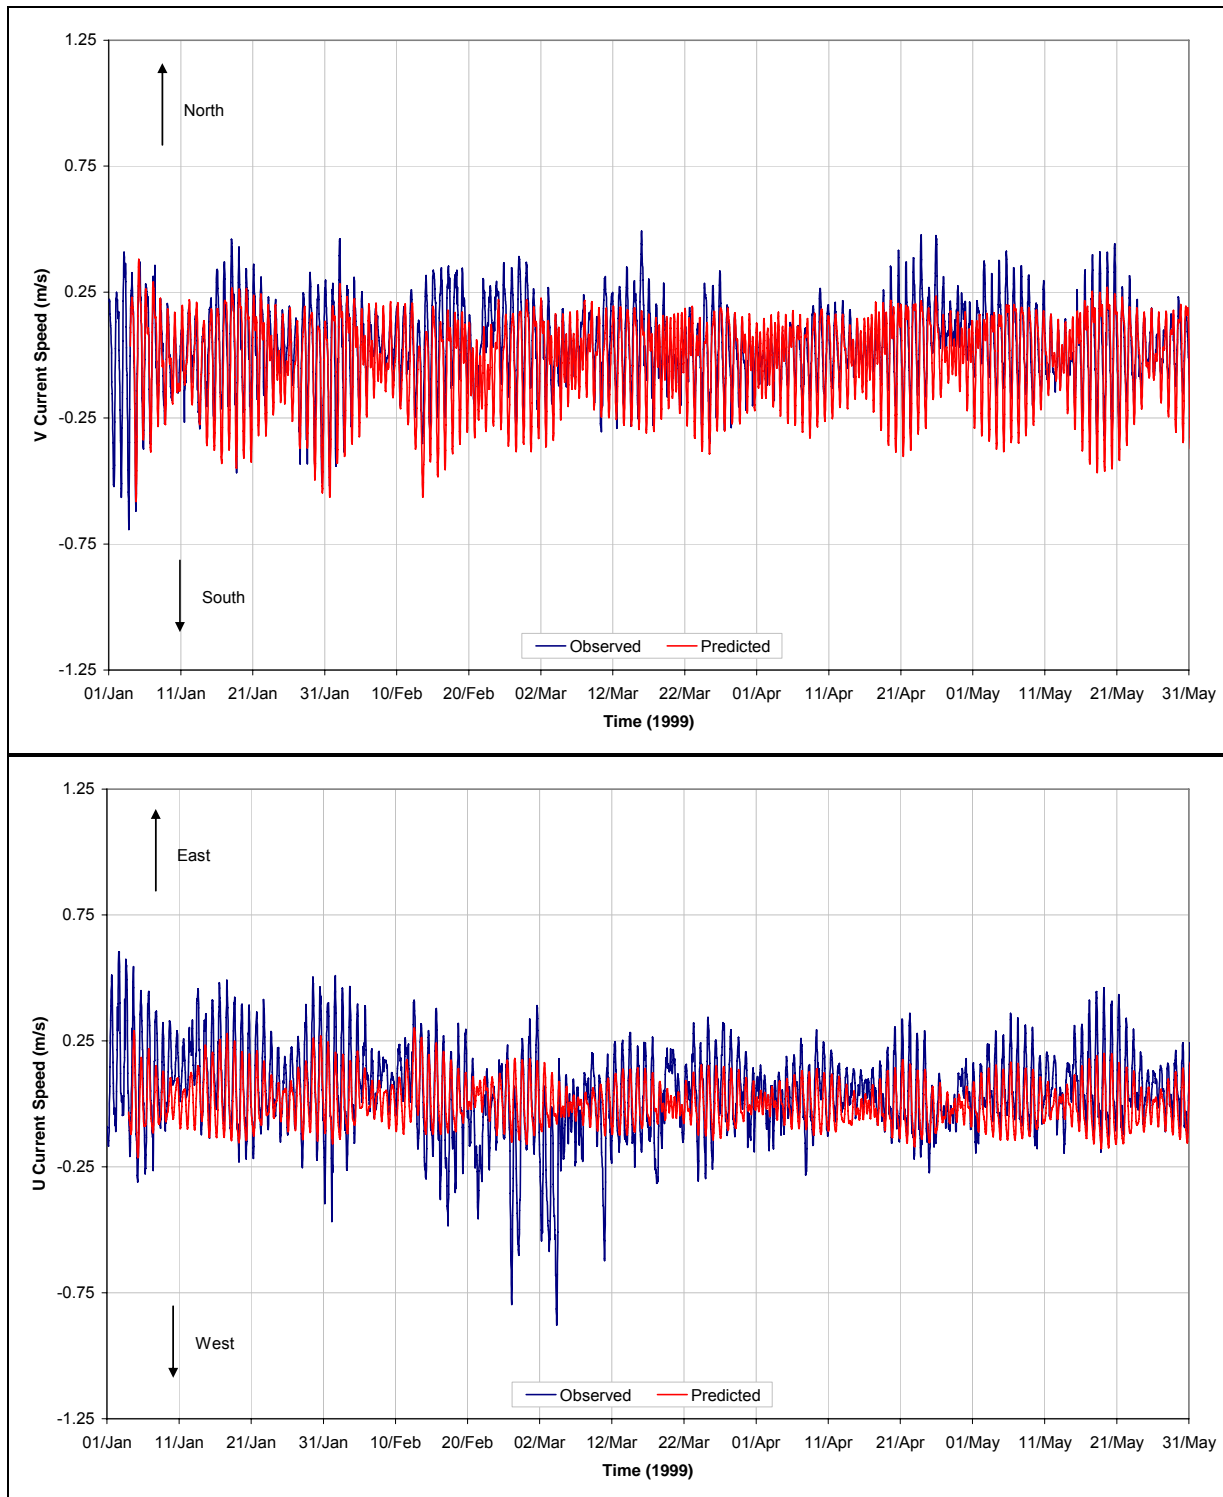 1.25
North
0.75
0.25
V Current Speed (m/s)
-0.25
-0.75
South
Observed Predicted
-1.25
01/Jan 11/Jan 21/Jan 31/Jan 10/Feb 20/Feb 02/Mar 12/Mar 22/Mar 01/Apr 11/Apr 21/Apr 01/May 11/May 21/May 31/May
Time (1999)
1.25
East
0.75
0.25
U Current Speed (m/s)
-0.25
-0.75
West
Observed Predicted
-1.25
01/Jan 11/Jan 21/Jan 31/Jan 10/Feb 20/Feb 02/Mar 12/Mar 22/Mar 01/Apr 11/Apr 21/Apr 01/May 11/May 21/May 31/May
Time (1999)